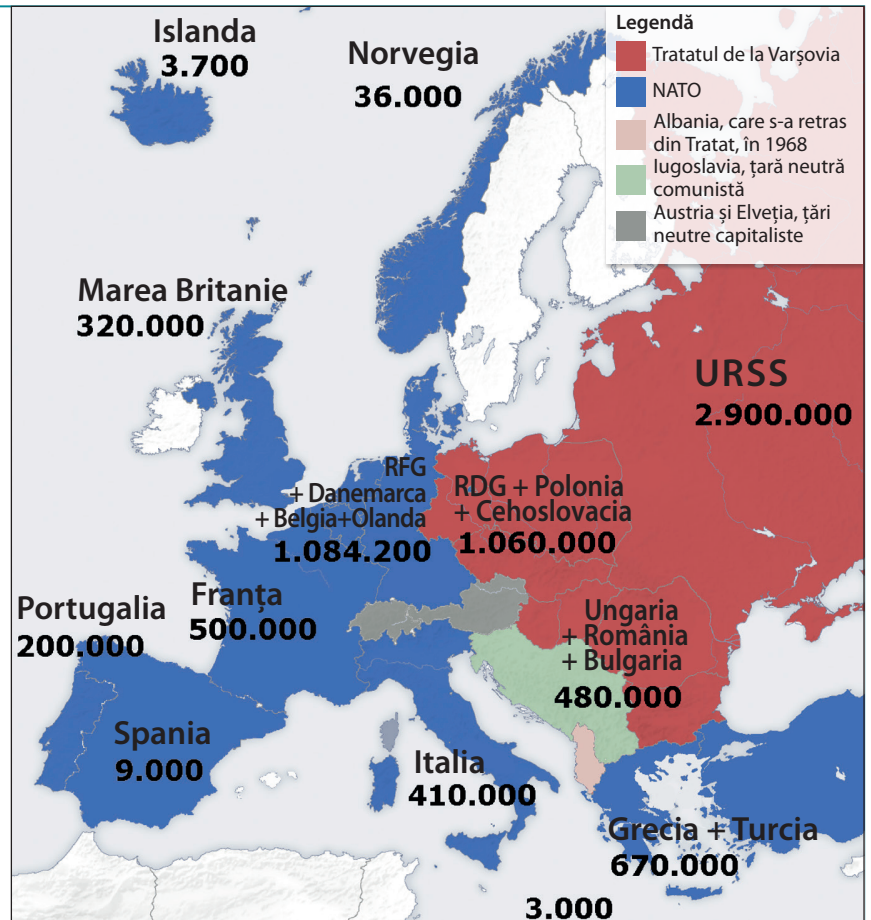 Islanda
3.700
Norvegia
36.000
Legendă
Tratatul de la Varșovia
NATO
Albania, care s-a retras
din Tratat, în 1968
Iugoslavia, țară neutră
comunistă
Austria și Elveția, țări
neutre capitaliste
Marea Britanie
320.000
URSS
2.900.000
RFG
+ Danemarca
+ Belgia+Olanda
1.084.200
RDG + Polonia
+ Cehoslovacia
1.060.000
Portugalia
200.000
Franța
500.000
Ungaria
+ România
+ Bulgaria
480.000
Spania
9.000
Italia
410.000
Grecia + Turcia
670.000
3.000